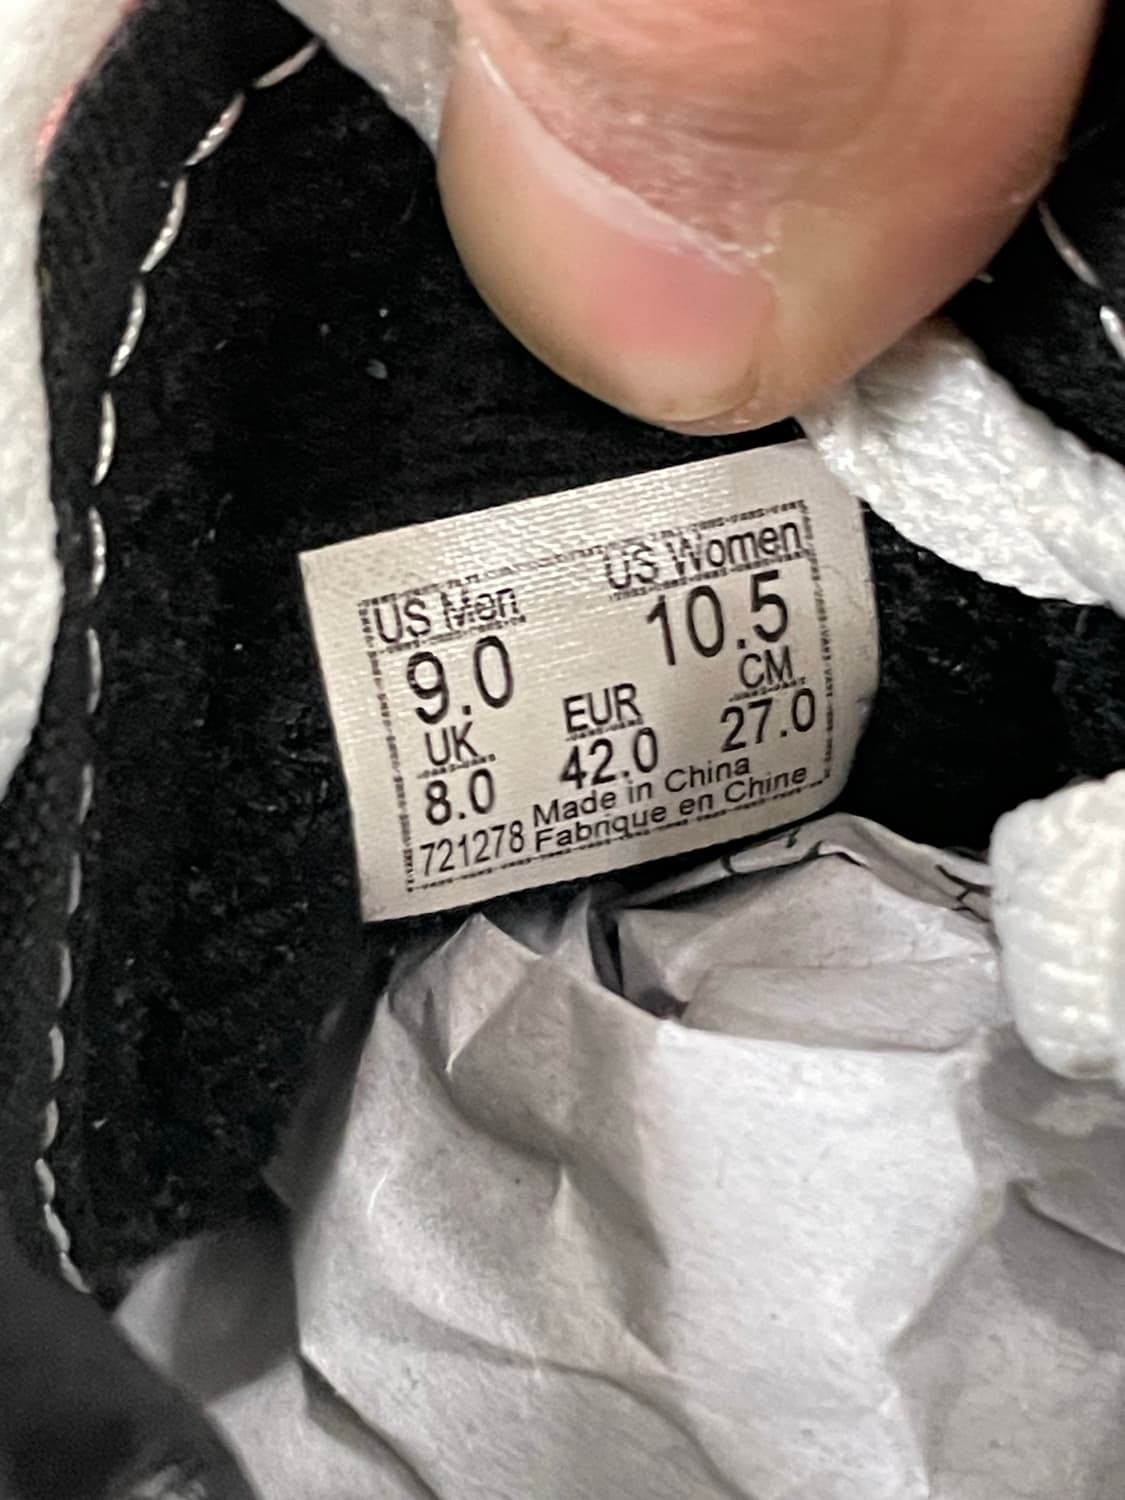 US Men US Women
9.0 10.5
UK EUR CM
8.0 42.0 27.0
Made in China
721278 Fabrique en Chine